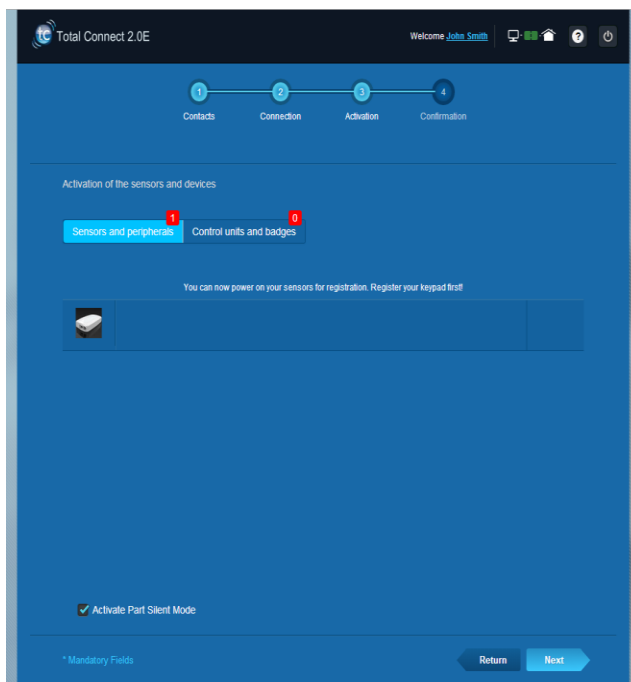 tc Total Connect 2.0E
Welcome John Smith
?
1 2 3 4
Contacts Connection Activation Confirmation
Activation of the sensors and devices
1 0
Sensors and peripherals Control units and badges
You can now power on your sensors for registration. Register your keypad first!
Activate Part Silent Mode
* Mandatory Fields
Return Next